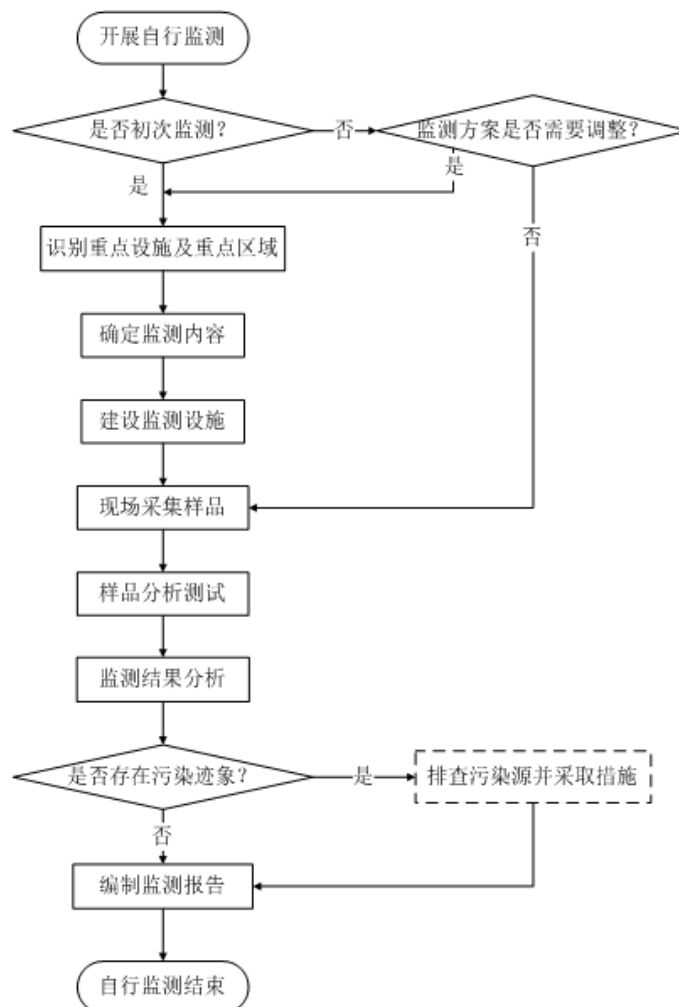 开展自行监测
是否初次监测？
否
监测方案是否需要调整？
是
是
否
识别重点设施及重点区域
确定监测内容
建设监测设施
现场采集样品
样品分析测试
监测结果分析
是否存在污染迹象？
是
排查污染源并采取措施
否
编制监测报告
自行监测结束